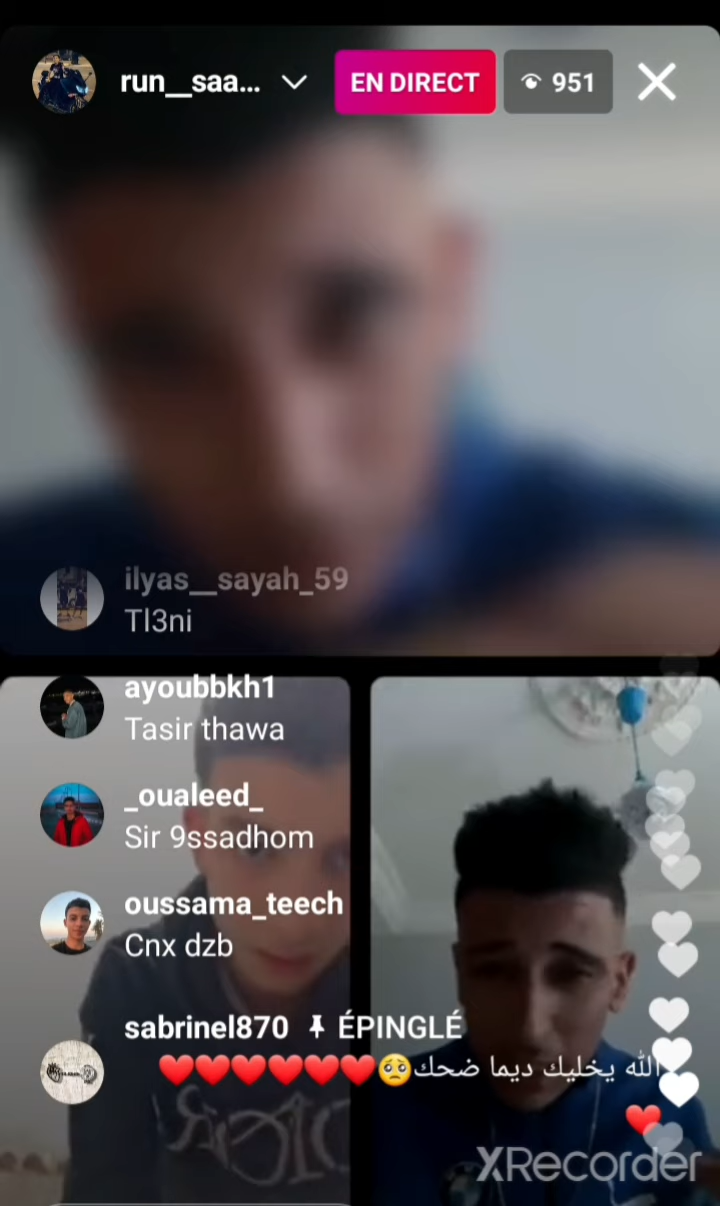 run__saa...
EN DIRECT
951
ilyas__sayah_59
Tl3ni
ayoubbkh1
Tasir thawa
_oualeed_
Sir 9ssadhom
oussama_teech
Cnx dzb
sabrinel870 ÉPINGLÉ
الله يخليك ديما ضحك🥺❤️❤️❤️❤️❤️❤️
XRecorder